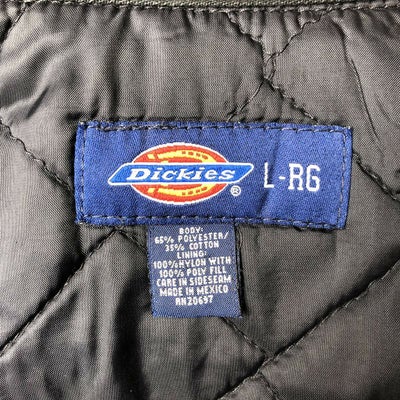 Dickies ® L-RG
BODY:
65% POLYESTER/
35% COTTON
LINING:
100% NYLON WITH
100% POLY FILL
CARE IN SIDESEAM
MADE IN MEXICO
RN20697